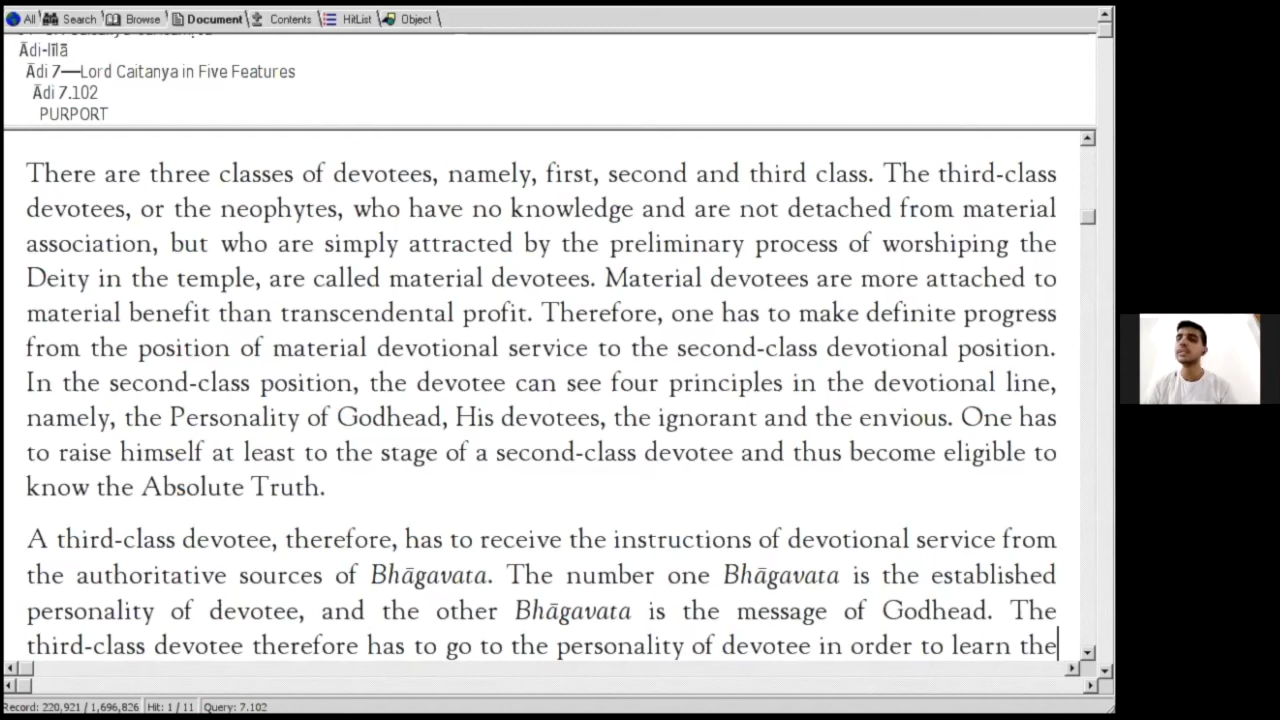 All Search Browse Document Contents HitList Object
Ādi-līlā
Ādi 7—Lord Caitanya in Five Features
Ādi 7.102
PURPORT
There are three classes of devotees, namely, first, second and third class. The third-class
devotees, or the neophytes, who have no knowledge and are not detached from material
association, but who are simply attracted by the preliminary process of worshiping the
Deity in the temple, are called material devotees. Material devotees are more attached to
material benefit than transcendental profit. Therefore, one has to make definite progress
from the position of material devotional service to the second-class devotional position.
In the second-class position, the devotee can see four principles in the devotional line,
namely, the Personality of Godhead, His devotees, the ignorant and the envious. One has
to raise himself at least to the stage of a second-class devotee and thus become eligible to
know the Absolute Truth.
A third-class devotee, therefore, has to receive the instructions of devotional service from
the authoritative sources of Bhāgavata. The number one Bhāgavata is the established
personality of devotee, and the other Bhāgavata is the message of Godhead. The
third-class devotee therefore has to go to the personality of devotee in order to learn the
Record: 220,921 / 1,696,826 Hit: 1 / 11 Query: 7.102